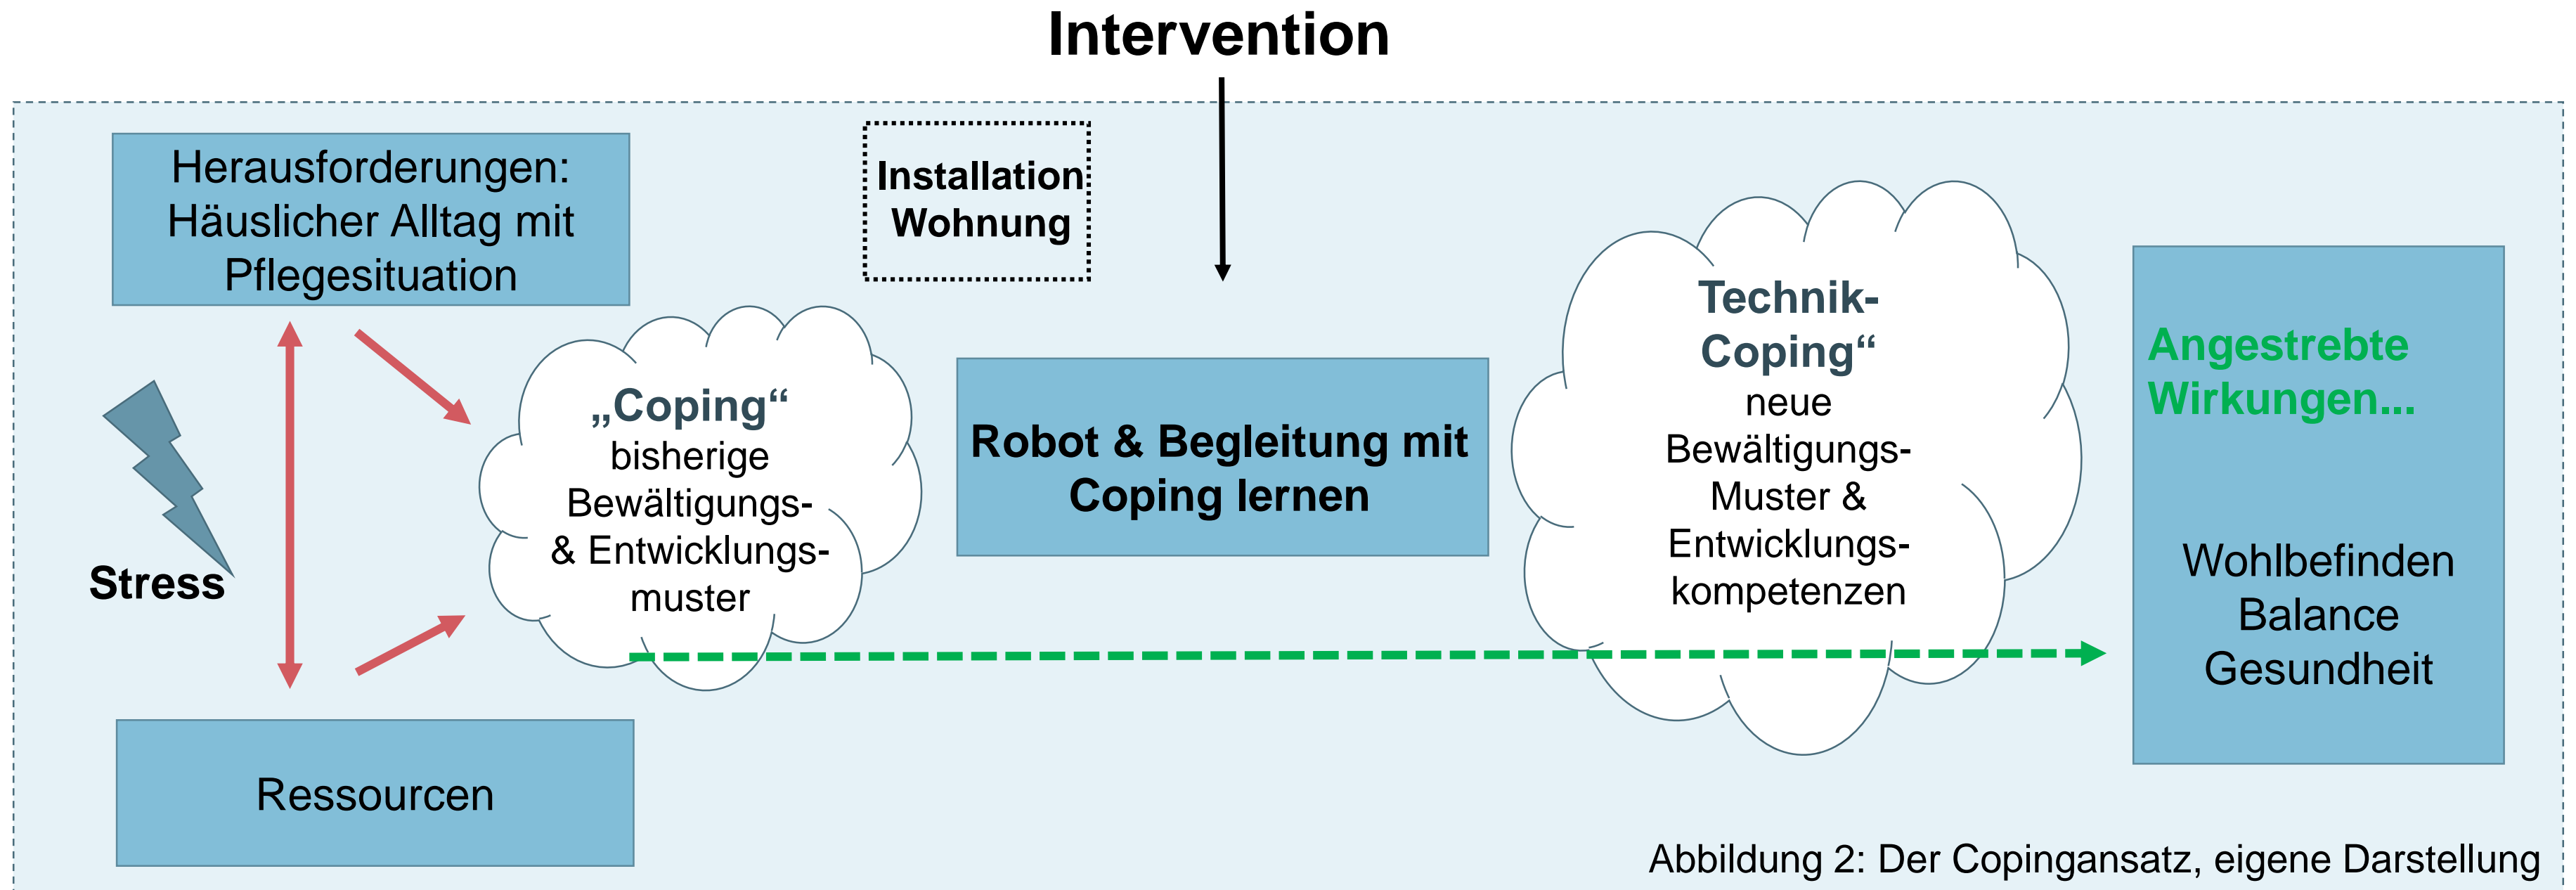 Intervention
Herausforderungen:
Häuslicher Alltag mit
Pflegesituation
Installation
Wohnung
Stress
„Coping“
bisherige
Bewältigungs-
& Entwicklungs-
muster
Robot & Begleitung mit
Coping lernen
Technik-
Coping“
neue
Bewältigungs-
Muster &
Entwicklungs-
kompetenzen
Angestrebte
Wirkungen...
Wohlbefinden
Balance
Gesundheit
Ressourcen
Abbildung 2: Der Copingansatz, eigene Darstellung